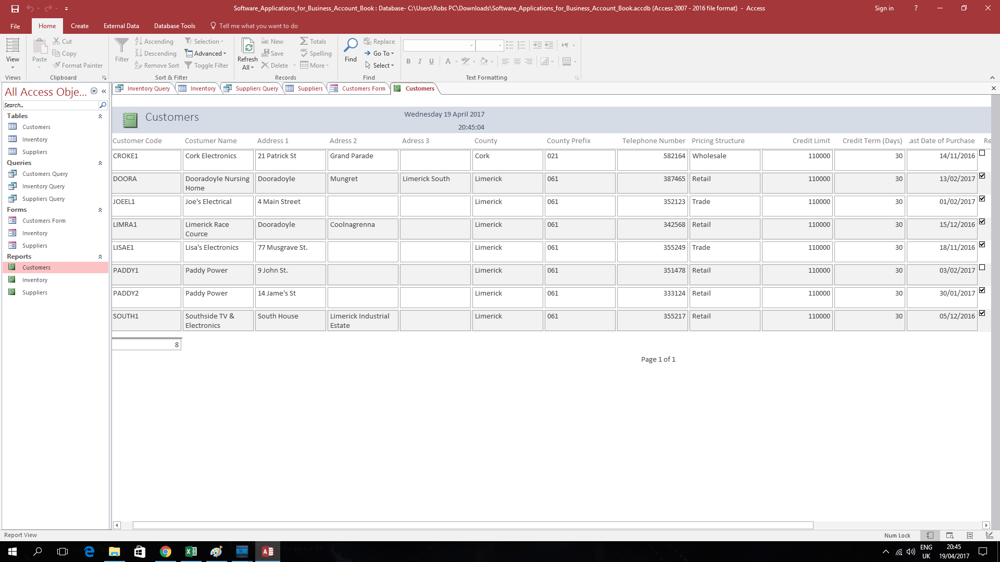 Software_Applications_for_Business_Account_Book : Database- C:\Users\Robs PC\Downloads\Software_Applications_for_Business_Account_Book.accdb (Access 2007 - 2016 file format) - Access
Sign in ?
File Home Create External Data Database Tools Tell me what you want to do
View
Views
Paste
Cut
Copy
Format Painter
Clipboard
Filter
Ascending
Descending
Remove Sort
Selection
Advanced
Toggle Filter
Sort & Filter
Refresh
All
New
Save
Delete
Totals
Spelling
More
Records
Find
Replace
Go To
Select
Find
B I U A
Text Formatting
All Access Obje...
Search...
Tables
Customers
Inventory
Suppliers
Queries
Customers Query
Inventory Query
Suppliers Query
Forms
Customers Form
Inventory
Suppliers
Reports
Customers
Inventory
Suppliers
Inventory Query Inventory Suppliers Query Suppliers Customers Form Customers
Customers
Wednesday 19 April 2017
20:45:04
Customer Code Costumer Name Address 1 Adress 2 Adress 3 County County Prefix Telephone Number Pricing Structure Credit Limit Credit Term (Days) ast Date of Purchase Re
CROKE1 Cork Electronics 21 Patrick St Grand Parade Cork 021 582164 Wholesale 110000 30 14/11/2016
DOORA Dooradoyle Nursing Home Dooradoyle Mungret Limerick South Limerick 061 387465 Retail 110000 30 13/02/2017
JOEEL1 Joe's Electrical 4 Main Street Limerick 061 352123 Trade 110000 30 01/02/2017
LIMRA1 Limerick Race Cource Dooradoyle Coolnagrenna Limerick 061 342568 Retail 110000 30 15/12/2016
LISAE1 Lisa's Electronics 77 Musgrave St. Limerick 061 355249 Trade 110000 30 18/11/2016
PADDY1 Paddy Power 9 John St. Limerick 061 351478 Retail 110000 30 03/02/2017
PADDY2 Paddy Power 14 Jame's St Limerick 061 333124 Retail 110000 30 30/01/2017
SOUTH1 Southside TV & Electronics South House Limerick Industrial Estate Limerick 061 355217 Retail 110000 30 05/12/2016
8
Page 1 of 1
Report View
Num Lock
ENG
UK
20:45
19/04/2017